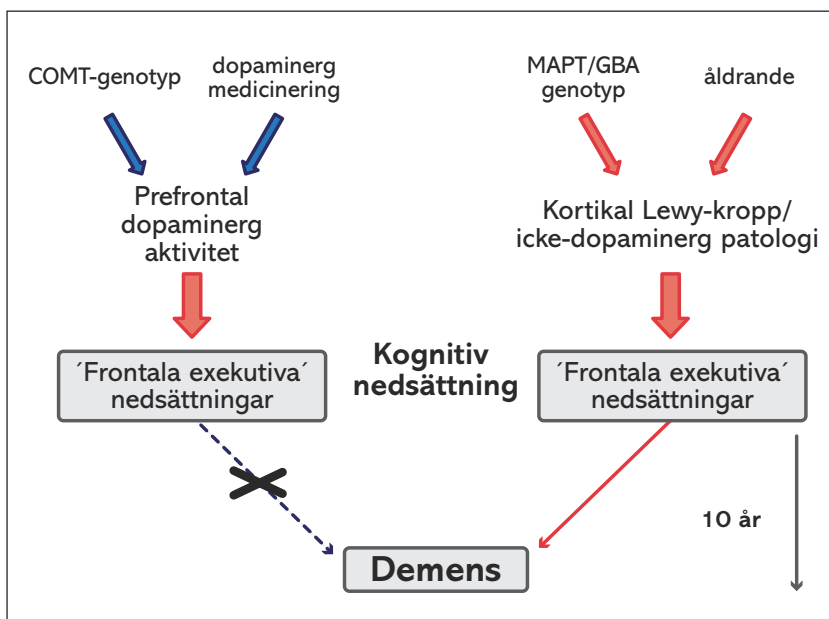 COMT-genotyp
dopaminerg
medicinering
MAPT/GBA
genotyp
åldrande
Prefrontal
dopaminerg
aktivitet
Kortikal Lewy-kropp/
icke-dopaminerg patologi
´Frontala exekutiva´
nedsättningar
Kognitiv
nedsättning
´Frontala exekutiva´
nedsättningar
10 år
Demens